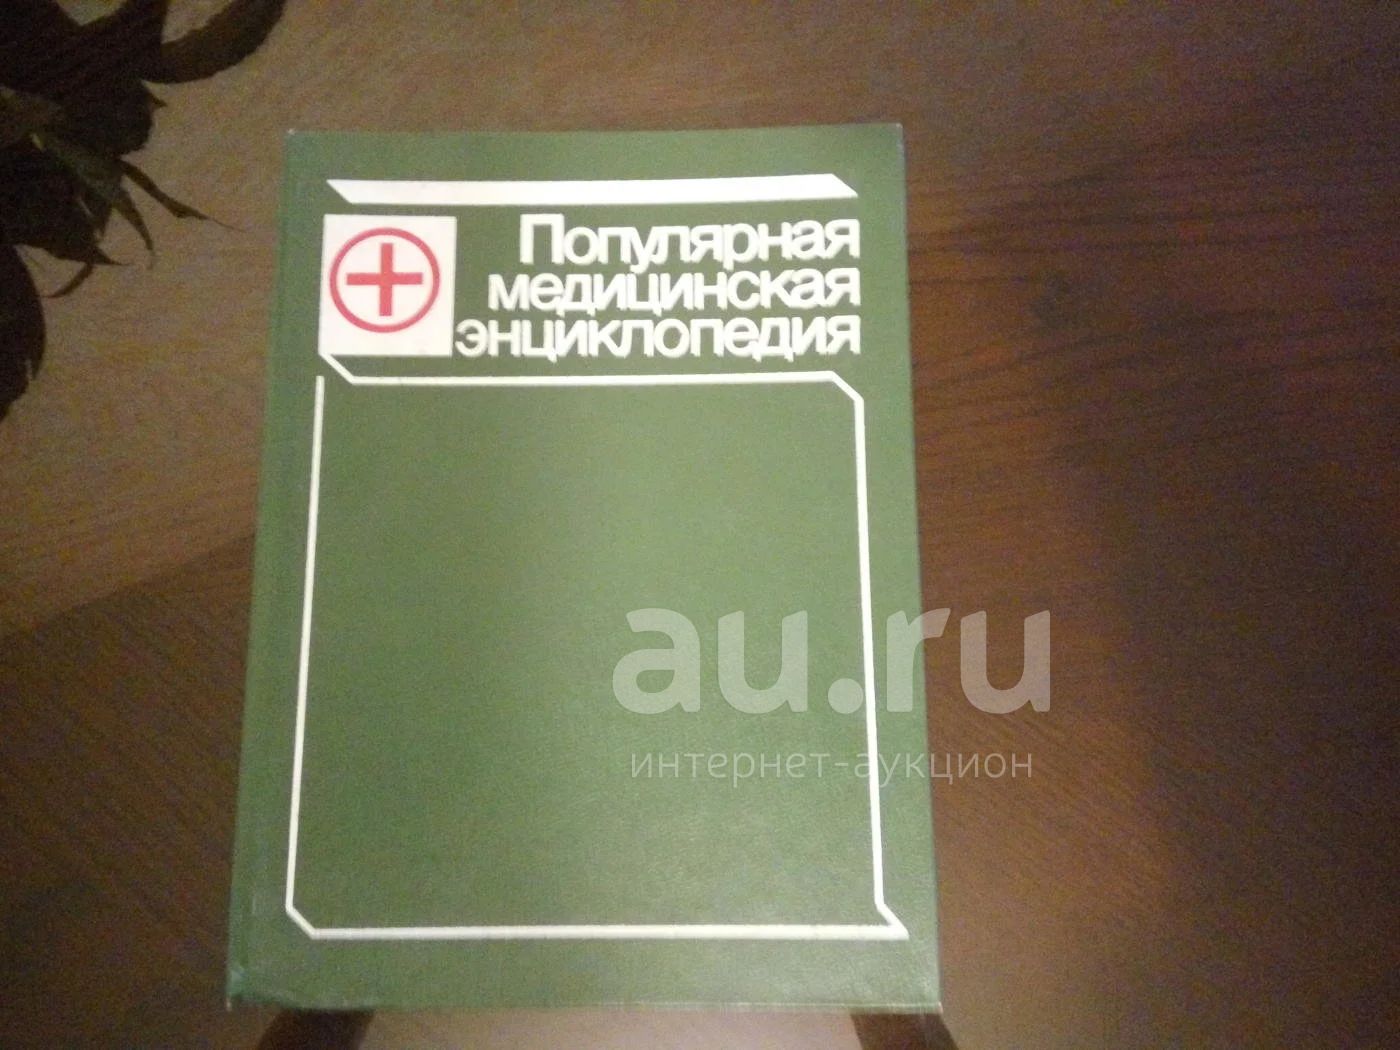 Популярная
медицинская
энциклопедия
au.ru
интернет-аукцион